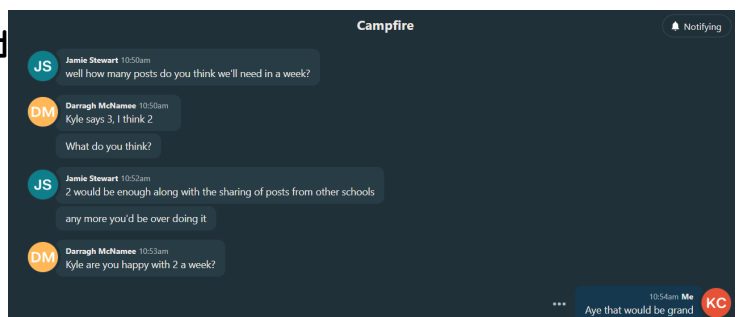 Campfire
Notifying
d
JS
Jamie Stewart 10:50am
well how many posts do you think we'll need in a week?
DM
Darragh McNamee 10:50am
Kyle says 3, I think 2
What do you think?
JS
Jamie Stewart 10:52am
2 would be enough along with the sharing of posts from other schools
any more you'd be over doing it
DM
Darragh McNamee 10:53am
Kyle are you happy with 2 a week?
10:54am Me
KC
Aye that would be grand